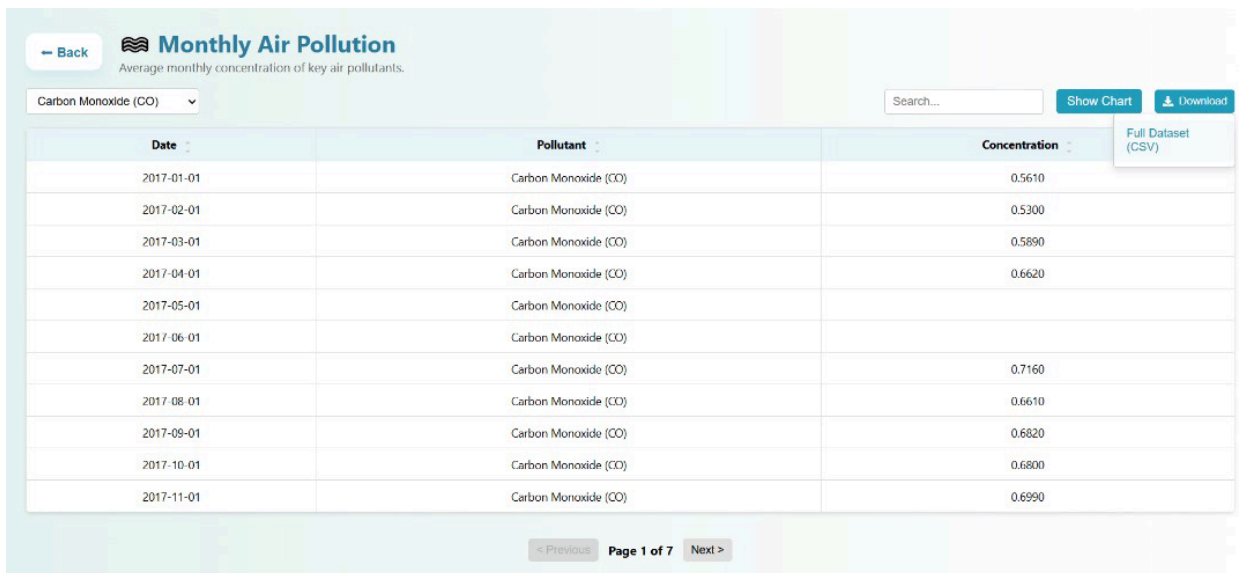 ← Back
Monthly Air Pollution
Average monthly concentration of key air pollutants.
Carbon Monoxide (CO)
Search...
Show Chart
Download
Full Dataset
(CSV)
Date Pollutant Concentration
2017-01-01 Carbon Monoxide (CO) 0.5610
2017-02-01 Carbon Monoxide (CO) 0.5300
2017-03-01 Carbon Monoxide (CO) 0.5890
2017-04-01 Carbon Monoxide (CO) 0.6620
2017-05-01 Carbon Monoxide (CO)
2017-06-01 Carbon Monoxide (CO)
2017-07-01 Carbon Monoxide (CO) 0.7160
2017-08-01 Carbon Monoxide (CO) 0.6610
2017-09-01 Carbon Monoxide (CO) 0.6820
2017-10-01 Carbon Monoxide (CO) 0.6800
2017-11-01 Carbon Monoxide (CO) 0.6990
< Previous Page 1 of 7 Next >